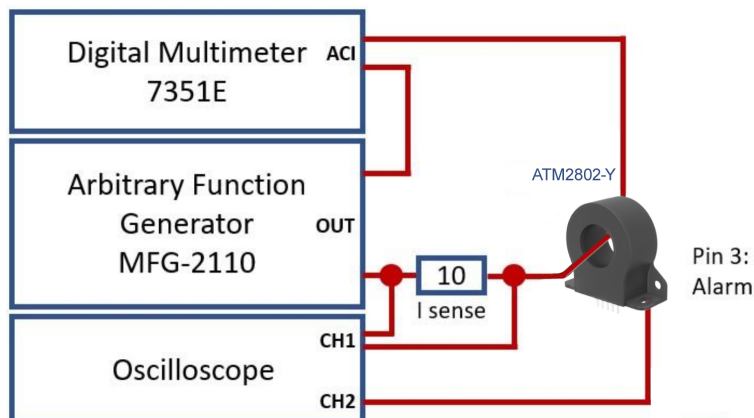 Digital Multimeter
7351E
ACI
Arbitrary Function
Generator
MFG-2110
OUT
ATM2802-Y
Pin 3:
Alarm
10
I sense
Oscilloscope
CH1
CH2